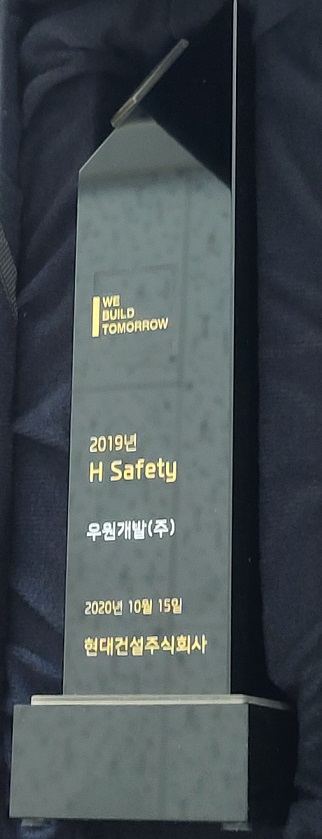 WE
BUILD
TOMORROW
2019년
H Safety
우원개발(주)
2020년 10월 15일
현대건설주식회사